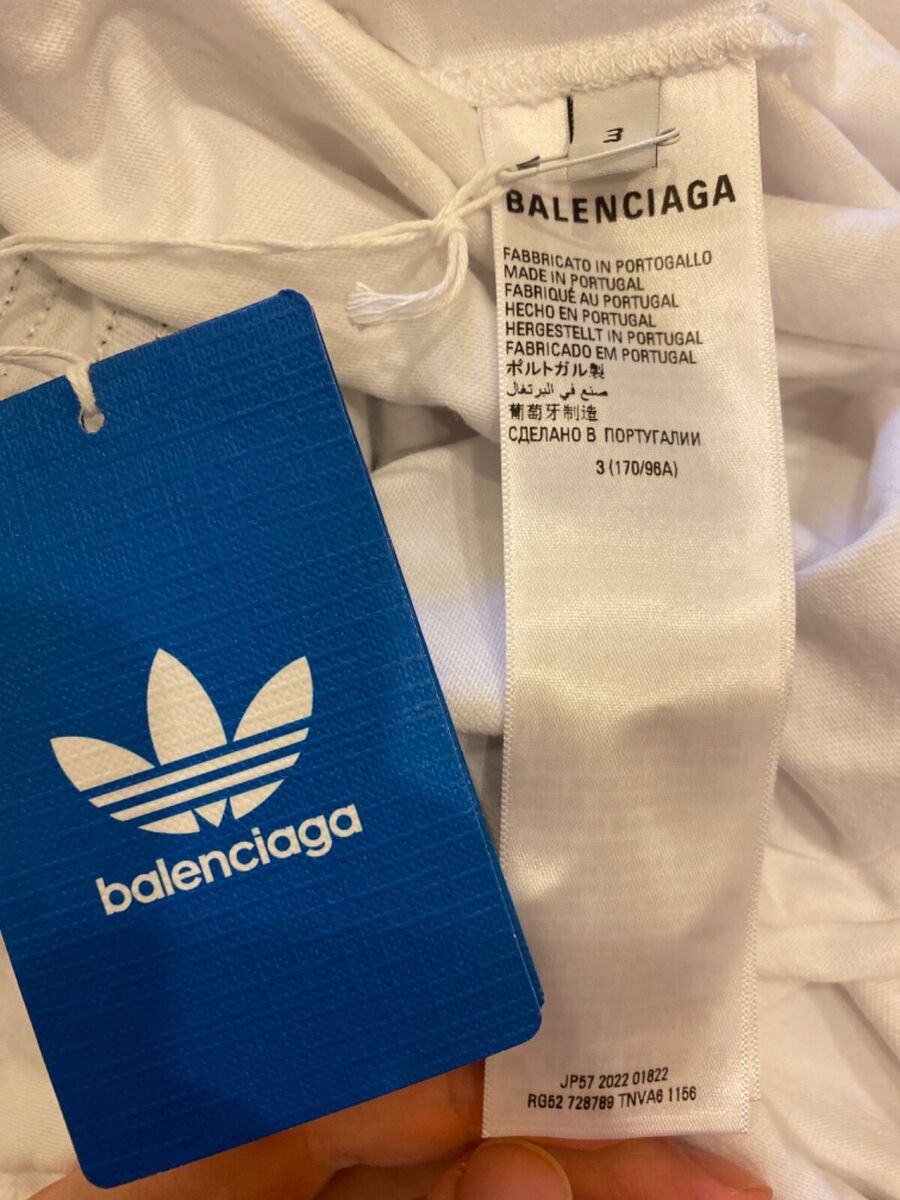 3
BALENCIAGA
FABBRICATO IN PORTOGALLO
MADE IN PORTUGAL
FABRIQUÉ AU PORTUGAL
HECHO EN PORTUGAL
HERGESTELLT IN PORTUGAL
FABRICADO EM PORTUGAL
ポルトガル製
صنع في البرتغال
葡萄牙制造
СДЕЛАНО В ПОРТУГАЛИИ
3 (170/96A)
JP57 2022 01822
RG52 728789 TNVA6 1156
balenciaga